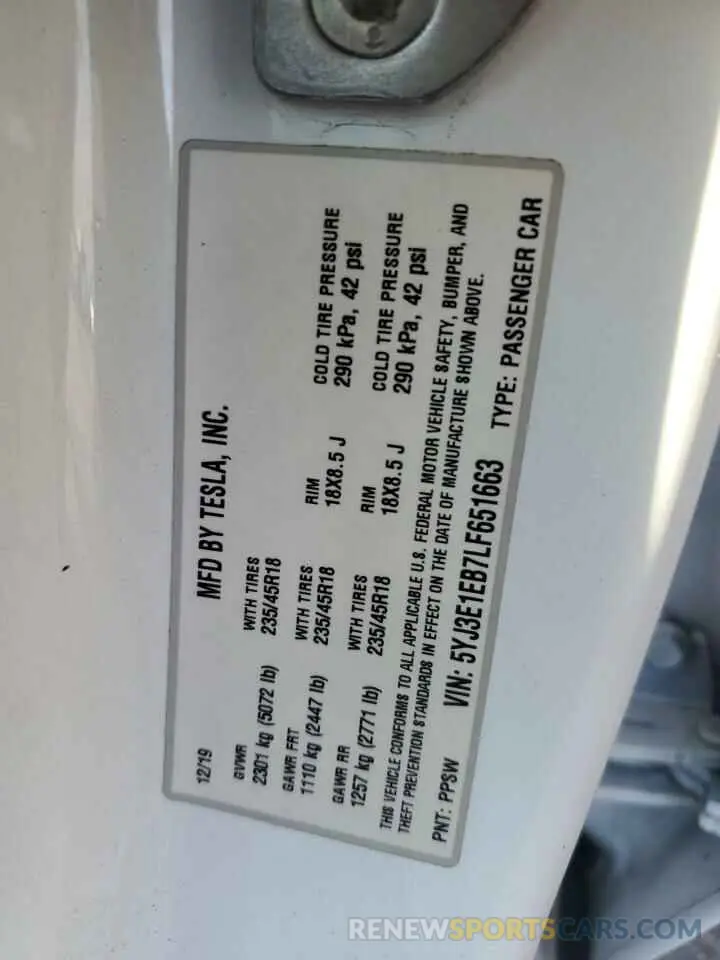 MFD BY TESLA, INC.
12/19
GVWR
2301 kg (5072 lb)
WITH TIRES
235/45R18
GAWR FRT
1110 kg (2447 lb)
WITH TIRES
235/45R18
RIM
18X8.5 J
COLD TIRE PRESSURE
290 kPa, 42 psi
GAWR RR
1257 kg (2771 lb)
WITH TIRES
235/45R18
RIM
18X8.5 J
COLD TIRE PRESSURE
290 kPa, 42 psi
THIS VEHICLE CONFORMS TO ALL APPLICABLE U.S. FEDERAL MOTOR VEHICLE SAFETY, BUMPER, AND
THEFT PREVENTION STANDARDS IN EFFECT ON THE DATE OF MANUFACTURE SHOWN ABOVE.
PNT: PPSW VIN: 5YJ3E1EB7LF651663 TYPE: PASSENGER CAR
RENEWSPORTSCARS.COM